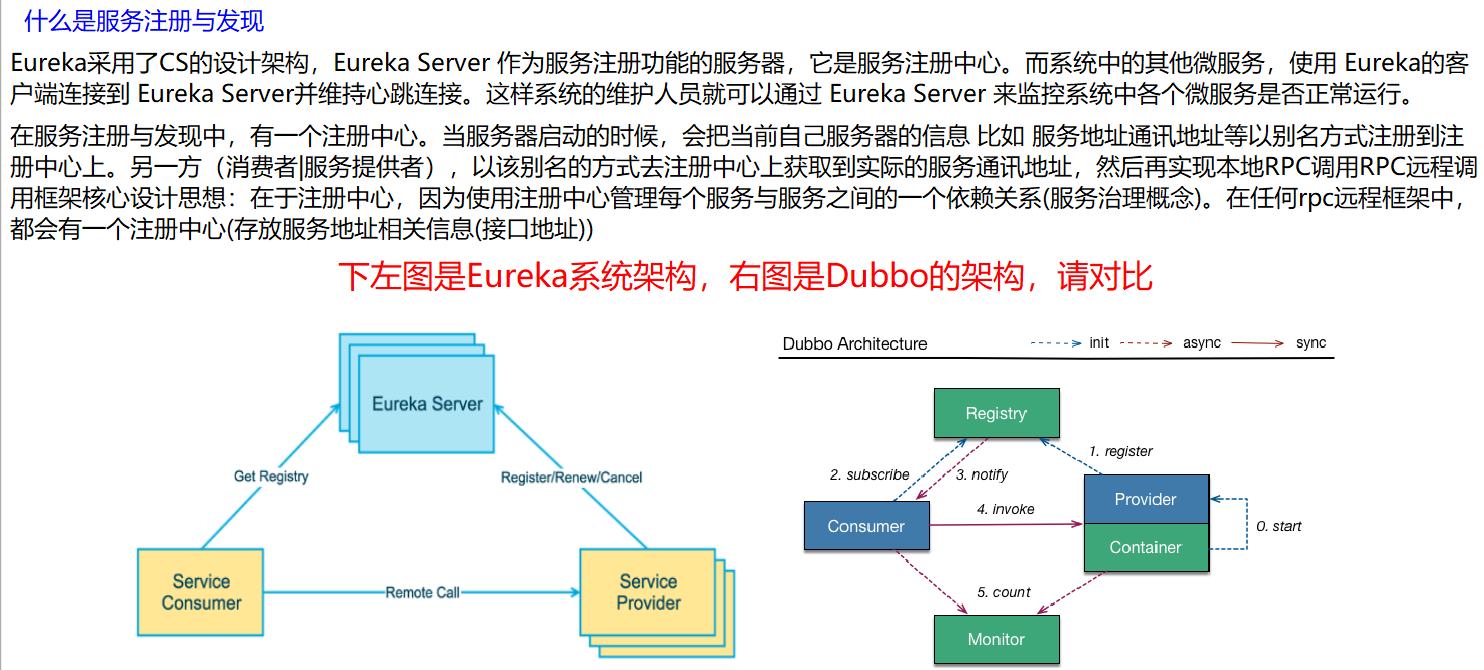 什么是服务注册与发现
Eureka采用了CS的设计架构，Eureka Server 作为服务注册功能的服务器，它是服务注册中心。而系统中的其他微服务，使用 Eureka的客
户端连接到 Eureka Server并维持心跳连接。这样系统的维护人员就可以通过 Eureka Server 来监控系统中各个微服务是否正常运行。
在服务注册与发现中，有一个注册中心。当服务器启动的时候，会把当前自己服务器的信息 比如 服务地址通讯地址等以别名方式注册到注
册中心上。另一方（消费者|服务提供者），以该别名的方式去注册中心上获取到实际的服务通讯地址，然后再实现本地RPC调用RPC远程调
用框架核心设计思想：在于注册中心，因为使用注册中心管理每个服务与服务之间的一个依赖关系(服务治理概念)。在任何rpc远程框架中，
都会有一个注册中心(存放服务地址相关信息(接口地址))
下左图是Eureka系统架构，右图是Dubbo的架构，请对比
Eureka Server
Get Registry
Register/Renew/Cancel
Service
Consumer
Remote Call
Service
Provider
Dubbo Architecture
init
async
sync
Registry
1. register
2. subscribe
3. notify
Provider
4. invoke
Consumer
0. start
Container
5. count
Monitor